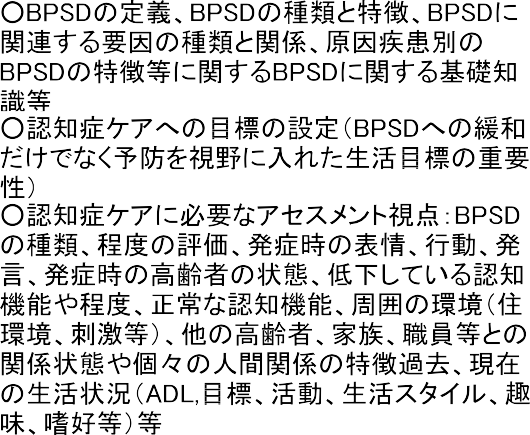 ○BPSDの定義、BPSDの種類と特徴、BPSDに
関連する要因の種類と関係、原因疾患別の
BPSDの特徴等に関するBPSDに関する基礎知
識等
○認知症ケアへの目標の設定（BPSDへの緩和
だけでなく予防を視野に入れた生活目標の重要
性）
○認知症ケアに必要なアセスメント視点：BPSD
の種類、程度の評価、発症時の表情、行動、発
言、発症時の高齢者の状態、低下している認知
機能や程度、正常な認知機能、周囲の環境（住
環境、刺激等）、他の高齢者、家族、職員等との
関係状態や個々の人間関係の特徴過去、現在
の生活状況（ADL,目標、活動、生活スタイル、趣
味、嗜好等）等